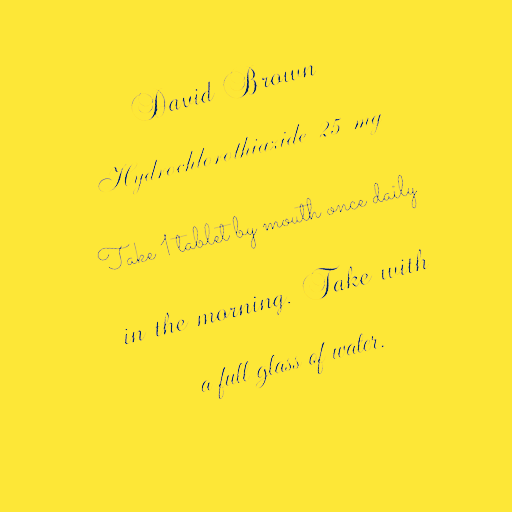 David Brown
Hydrochlorothiazide 25 mg
Take 1 tablet by mouth once daily
in the morning. Take with
a full glass of water.